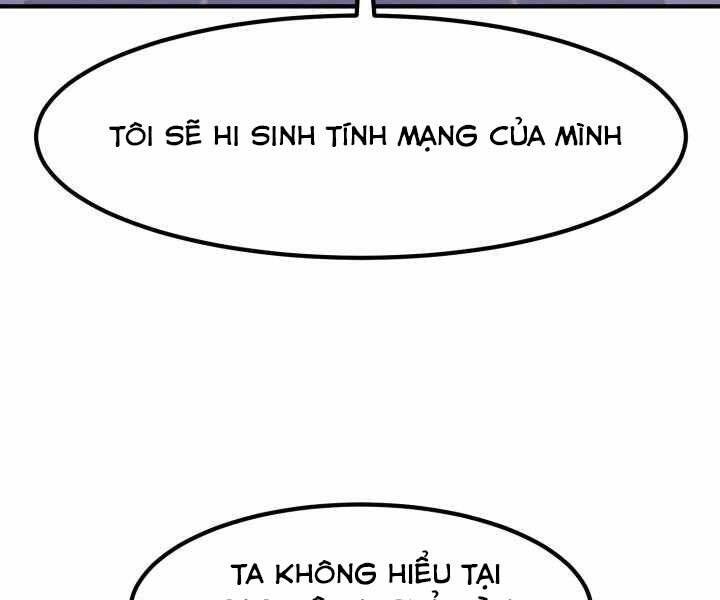 TÔI SẼ HI SINH TÍNH MẠNG CỦA MÌNH
TA KHÔNG HIỂU TẠI